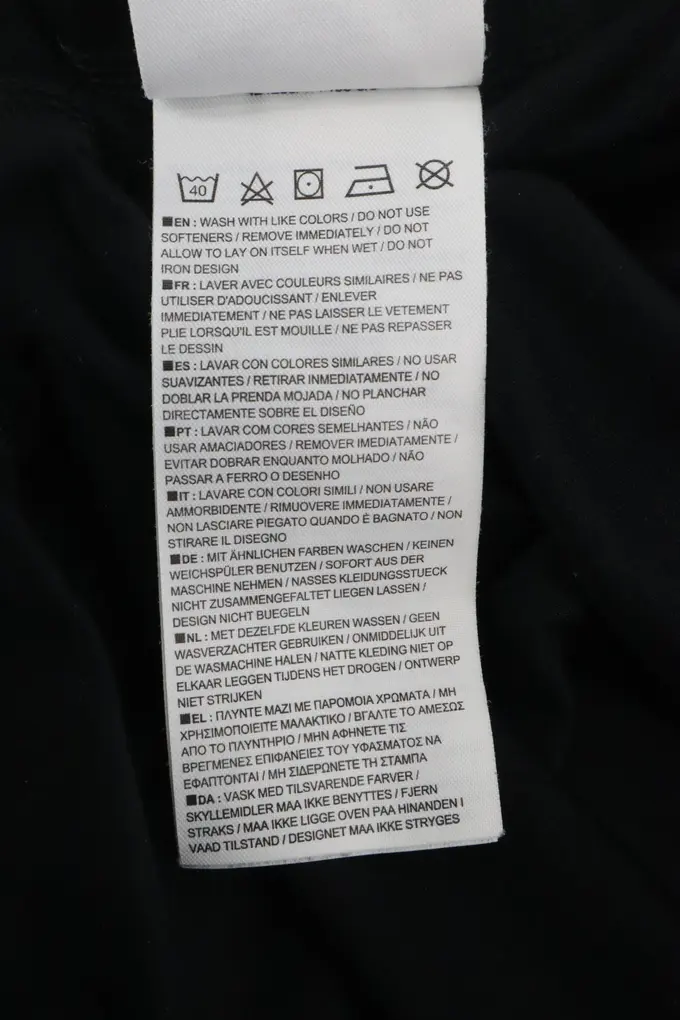 40
■EN : WASH WITH LIKE COLORS / DO NOT USE
SOFTENERS / REMOVE IMMEDIATELY / DO NOT
ALLOW TO LAY ON ITSELF WHEN WET / DO NOT
IRON DESIGN
■FR : LAVER AVEC COULEURS SIMILAIRES / NE PAS
UTILISER D'ADOUCISSANT / ENLEVER
IMMEDIATEMENT / NE PAS LAISSER LE VETEMENT
PLIE LORSQU'IL EST MOUILLE / NE PAS REPASSER
LE DESSIN
■ES : LAVAR CON COLORES SIMILARES / NO USAR
SUAVIZANTES / RETIRAR INMEDIATAMENTE / NO
DOBLAR LA PRENDA MOJADA / NO PLANCHAR
DIRECTAMENTE SOBRE EL DISEÑO
■PT : LAVAR COM CORES SEMELHANTES / NÃO
USAR AMACIADORES / REMOVER IMEDIATAMENTE /
EVITAR DOBRAR ENQUANTO MOLHADO / NÃO
PASSAR A FERRO O DESENHO
■IT : LAVARE CON COLORI SIMILI / NON USARE
AMMORBIDENTE / RIMUOVERE IMMEDIATAMENTE /
NON LASCIARE PIEGATO QUANDO É BAGNATO / NON
STIRARE IL DISEGNO
■DE : MIT ÄHNLICHEN FARBEN WASCHEN / KEINEN
WEICHSPÜLER BENUTZEN / SOFORT AUS DER
MASCHINE NEHMEN / NASSES KLEIDUNGSSTUECK
NICHT ZUSAMMENGEFALTET LIEGEN LASSEN /
DESIGN NICHT BUEGELN
■NL : MET DEZELFDE KLEUREN WASSEN / GEEN
WASVERZACHTER GEBRUIKEN / ONMIDDELIJK UIT
DE WASMACHINE HALEN / NATTE KLEDING NIET OP
ELKAAR LEGGEN TIJDENS HET DROGEN / ONTWERP
NIET STRIJKEN
■EL : ΠΛΥΝΤΕ ΜΑΖΙ ΜΕ ΠΑΡΟΜΟΙΑ ΧΡΩΜΑΤΑ / ΜΗ
ΧΡΗΣΙΜΟΠΟΙΕΙΤΕ ΜΑΛΑΚΤΙΚΟ / ΒΓΑΛΤΕ ΤΟ ΑΜΕΣΩΣ
ΑΠΟ ΤΟ ΠΛΥΝΤΗΡΙΟ / ΜΗΝ ΑΦΗΝΕΤΕ ΤΙΣ
ΒΡΕΓΜΕΝΕΣ ΕΠΙΦΑΝΕΙΕΣ ΤΟΥ ΥΦΑΣΜΑΤΟΣ ΝΑ
ΕΦΑΠΤΟΝΤΑΙ / ΜΗ ΣΙΔΕΡΩΝΕΤΕ ΤΗ ΣΤΑΜΠΑ
■DA : VASK MED TILSVARENDE FARVER /
SKYLLEMIDLER MAA IKKE BENYTTES / FJERN
STRAKS / MAA IKKE LIGGE OVEN PAA HINANDEN I
VAAD TILSTAND / DESIGNET MAA IKKE STRYGES